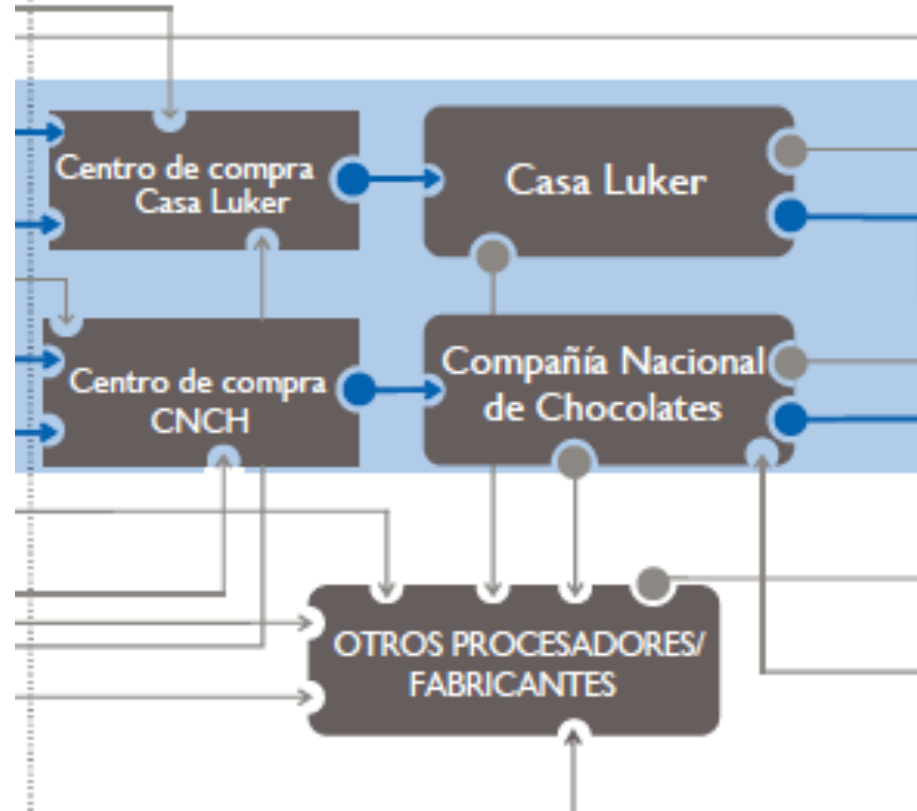 Centro de compra
Casa Luker
Casa Luker
Centro de compra
CNCH
Compañía Nacional
de Chocolates
OTROS PROCESADORES/
FABRICANTES